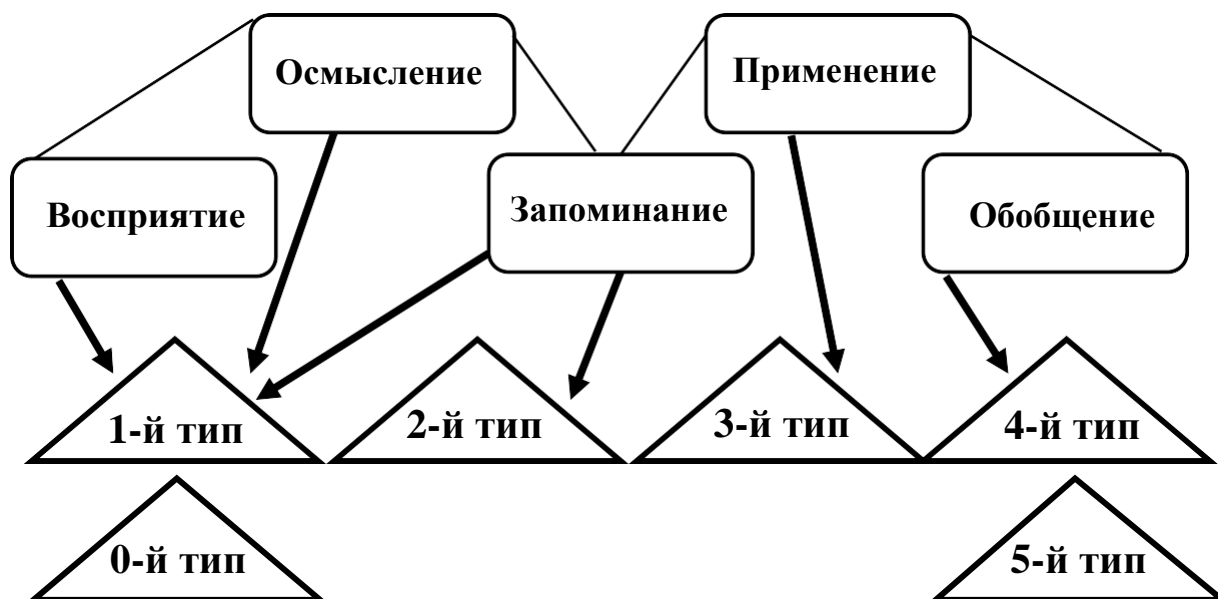 Осмысление
Применение
Восприятие
Запоминание
Обобщение
1-й тип
2-й тип
3-й тип
4-й тип
0-й тип
5-й тип